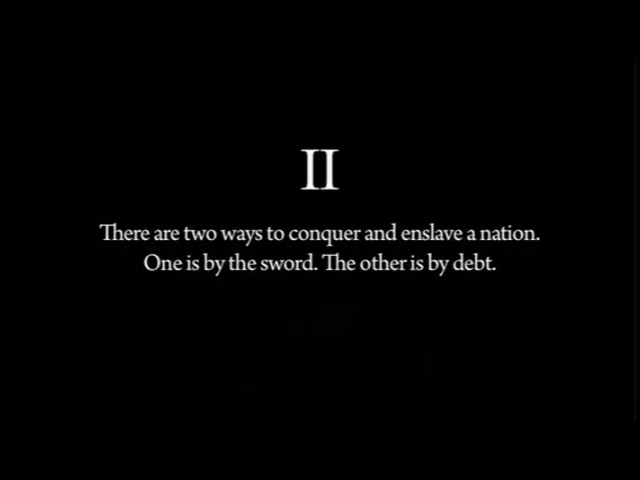 II
There are two ways to conquer and enslave a nation.
One is by the sword. The other is by debt.